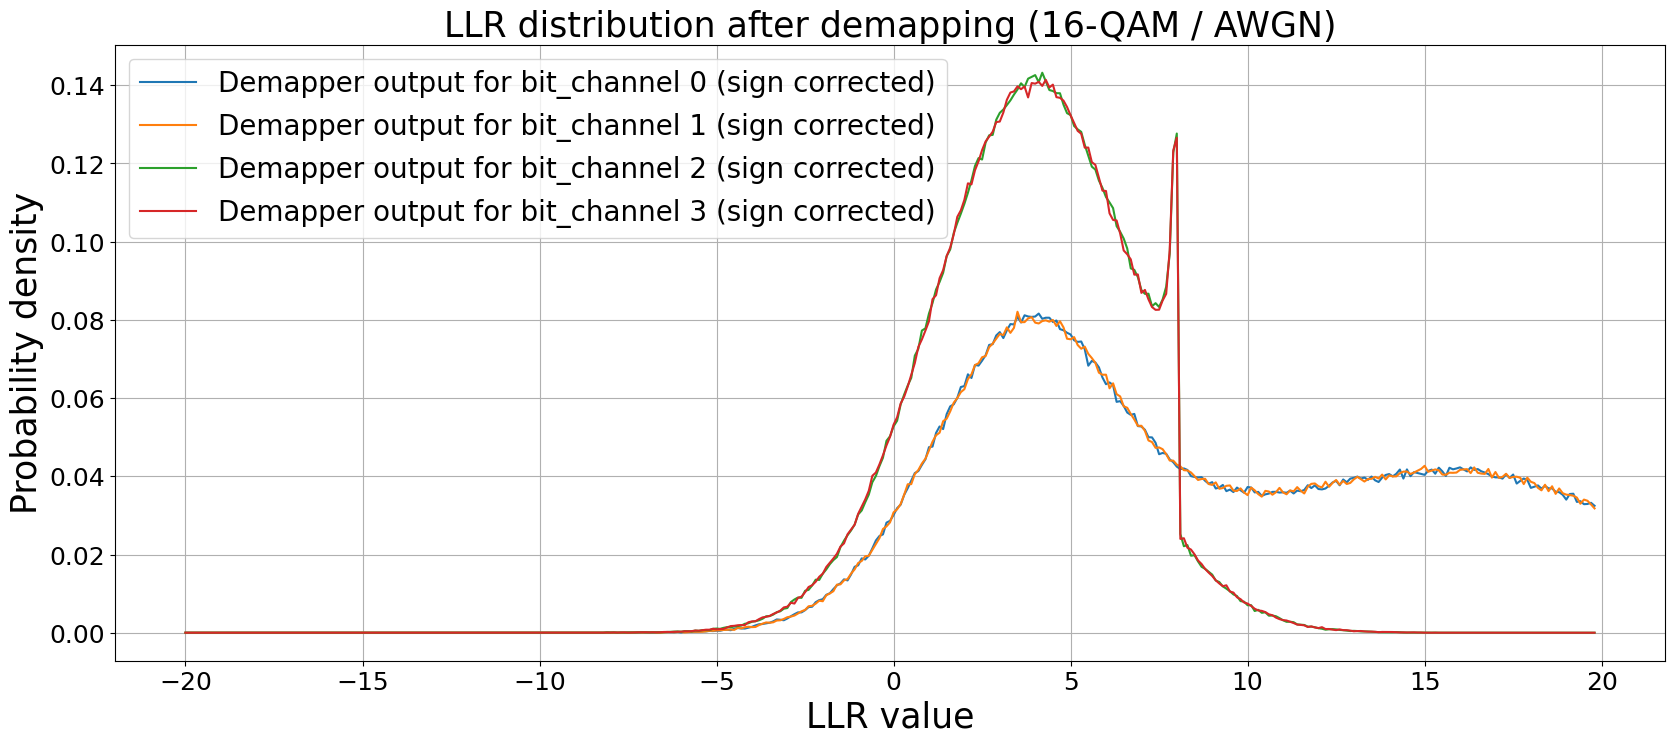 LLR distribution after demapping (16-QAM / AWGN)
Demapper output for bit_channel 0 (sign corrected)
Demapper output for bit_channel 1 (sign corrected)
Demapper output for bit_channel 2 (sign corrected)
Demapper output for bit_channel 3 (sign corrected)
Probability density
0.14
0.12
0.10
0.08
0.06
0.04
0.02
0.00
−20 −15 −10 −5 0 5 10 15 20
LLR value